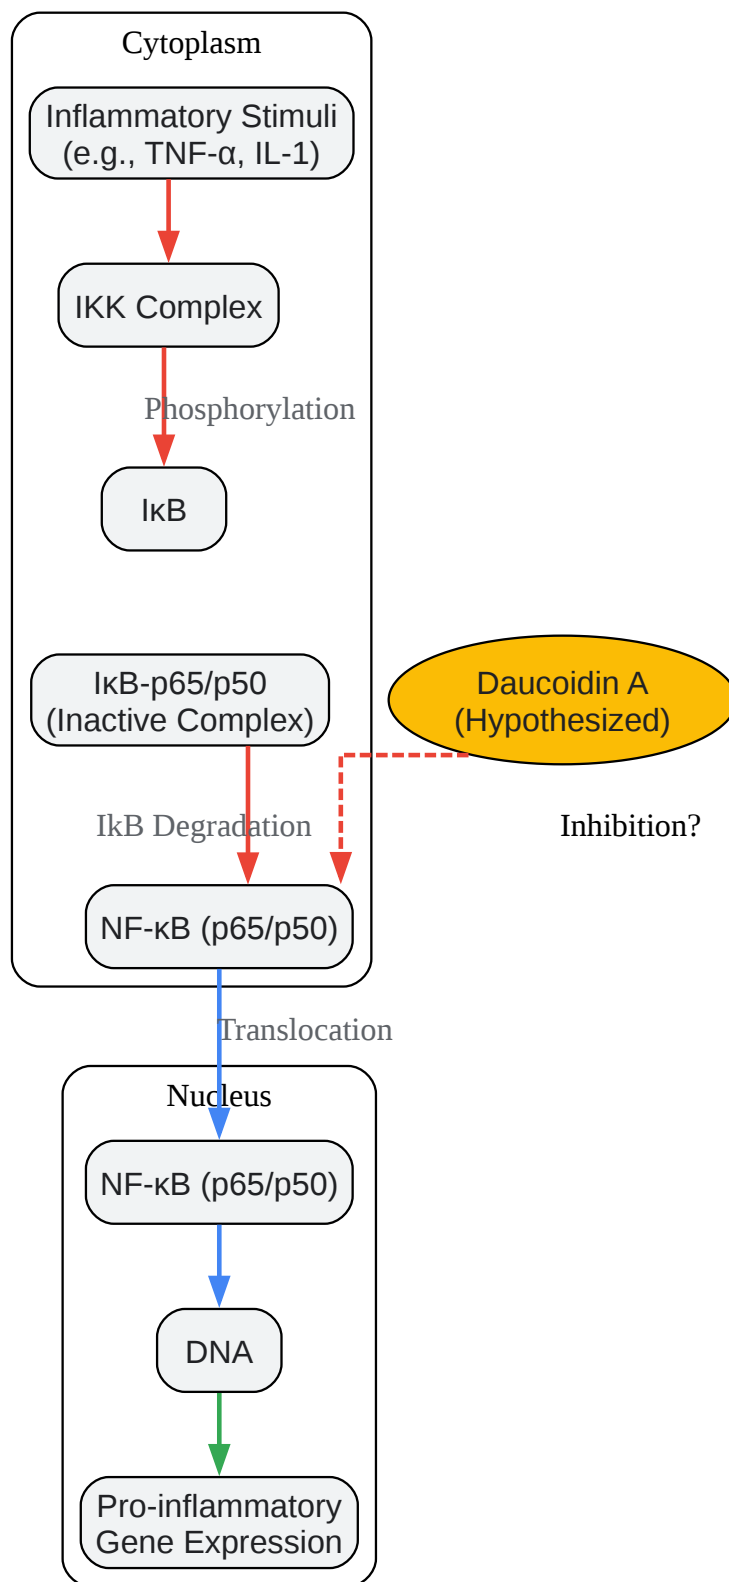 Cytoplasm
Inflammatory Stimuli
(e.g., TNF-α, IL-1)
IKK Complex
Phosphorylation
IκB
IκB-p65/p50
(Inactive Complex)
Daucoidin A
(Hypothesized)
IkB Degradation
Inhibition?
NF-κB (p65/p50)
Translocation
Nucleus
NF-κB (p65/p50)
DNA
Pro-inflammatory
Gene Expression